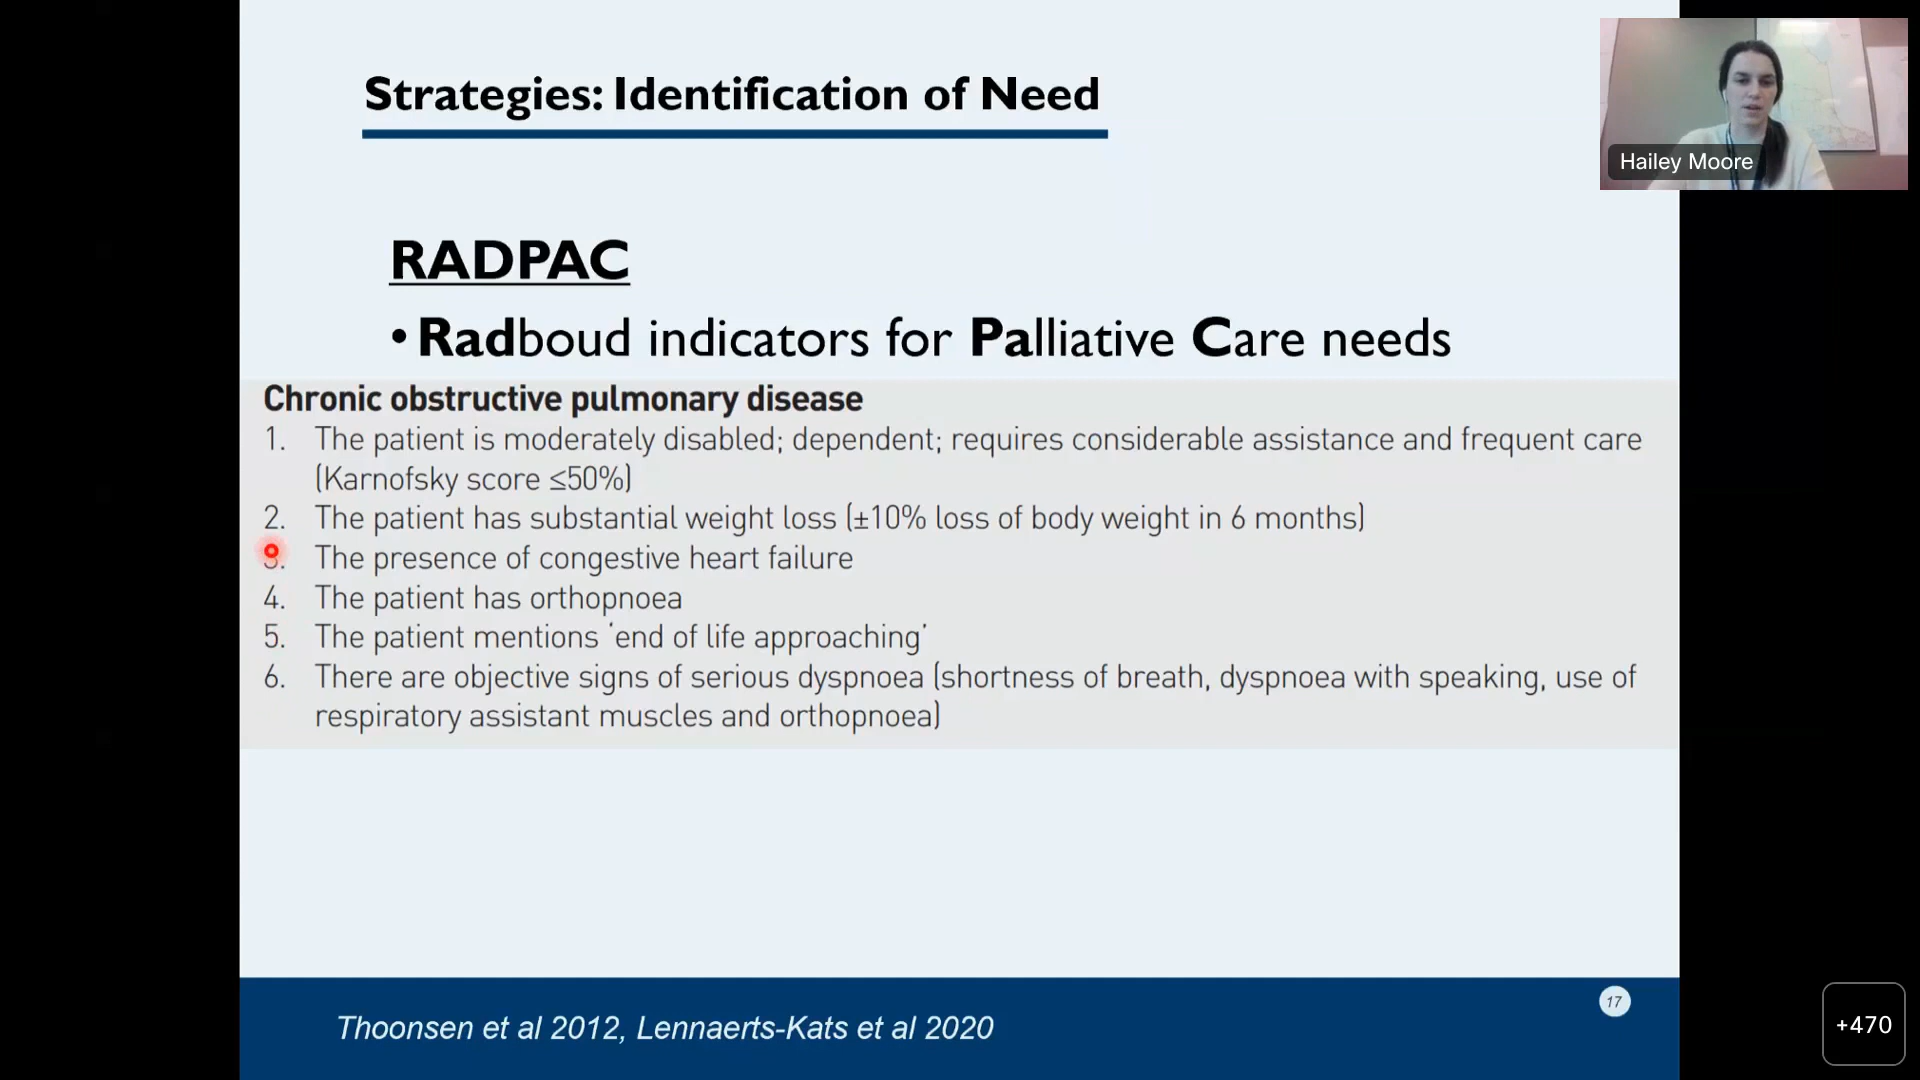 Strategies: Identification of Need
Hailey Moore
RADPAC
• Radboud indicators for Palliative Care needs
Chronic obstructive pulmonary disease
1. The patient is moderately disabled; dependent; requires considerable assistance and frequent care
(Karnofsky score ≤50%)
2. The patient has substantial weight loss (±10% loss of body weight in 6 months)
3. The presence of congestive heart failure
4. The patient has orthopnoea
5. The patient mentions ‘end of life approaching’
6. There are objective signs of serious dyspnoea (shortness of breath, dyspnoea with speaking, use of
respiratory assistant muscles and orthopnoea)
17
Thoonsen et al 2012, Lennaerts-Kats et al 2020
+470